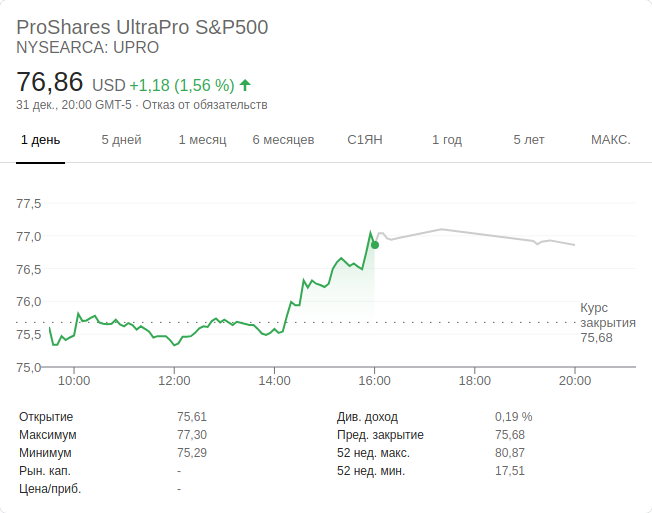 ProShares UltraPro S&P500
NYSEARCA: UPRO
76,86 USD +1,18 (1,56 %)
31 дек., 20:00 GMT-5 · Отказ от обязательств
1 день 5 дней 1 месяц 6 месяцев С1ЯН 1 год 5 лет МАКС.
77,5
77,0
76,5
76,0
75,5
75,0
Курс
закрытия
75,68
10:00 12:00 14:00 16:00 18:00 20:00
Открытие 75,61 Див. доход 0,19 %
Максимум 77,30 Пред. закрытие 75,68
Минимум 75,29 52 нед. макс. 80,87
Рын. кап. - 52 нед. мин. 17,51
Цена/приб. -